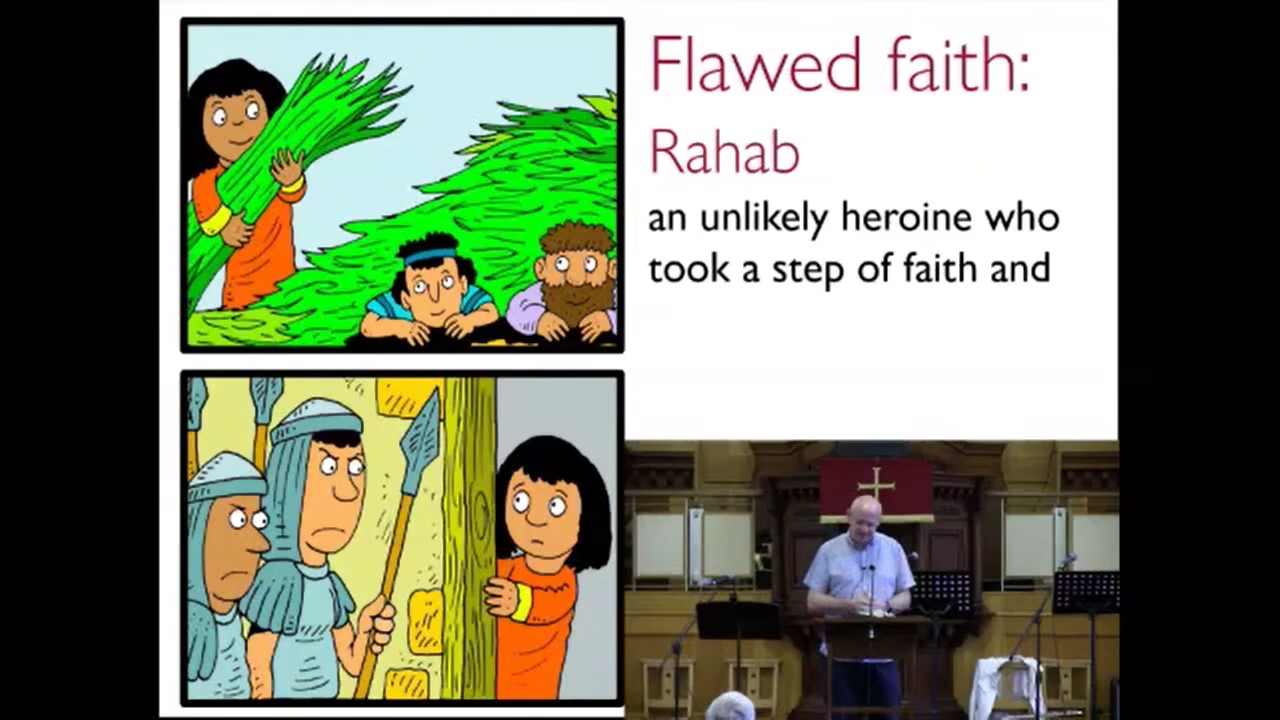 Flawed faith:
Rahab
an unlikely heroine who
took a step of faith and